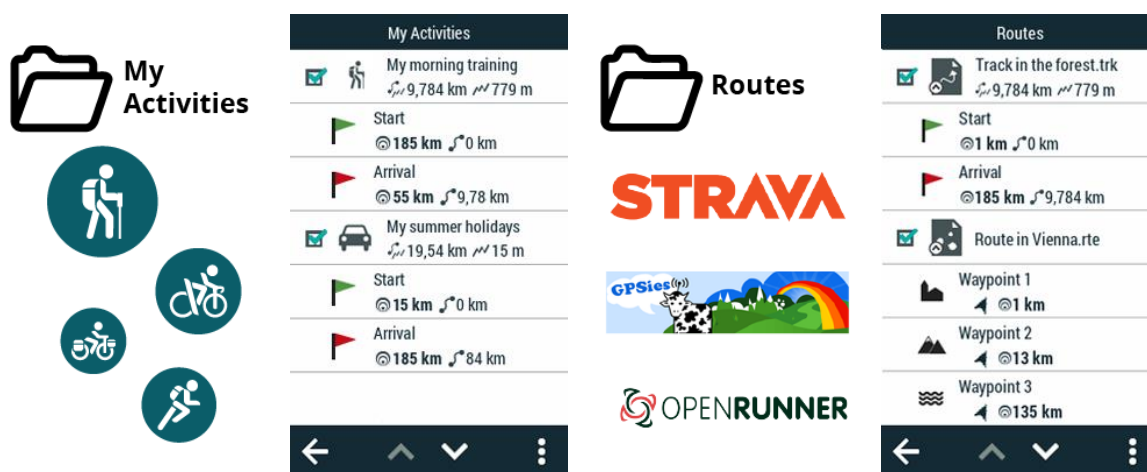 My
Activities
My Activities
My morning training
9,784 km 779 m
Start
185 km 0 km
Arrival
55 km 9,78 km
My summer holidays
19,54 km 15 m
Start
15 km 0 km
Arrival
185 km 84 km
Routes
STRAVA
GPSies
OPENRUNNER
Routes
Track in the forest.trk
9,784 km 779 m
Start
1 km 0 km
Arrival
185 km 9,784 km
Route in Vienna.rte
Waypoint 1
1 km
Waypoint 2
13 km
Waypoint 3
135 km